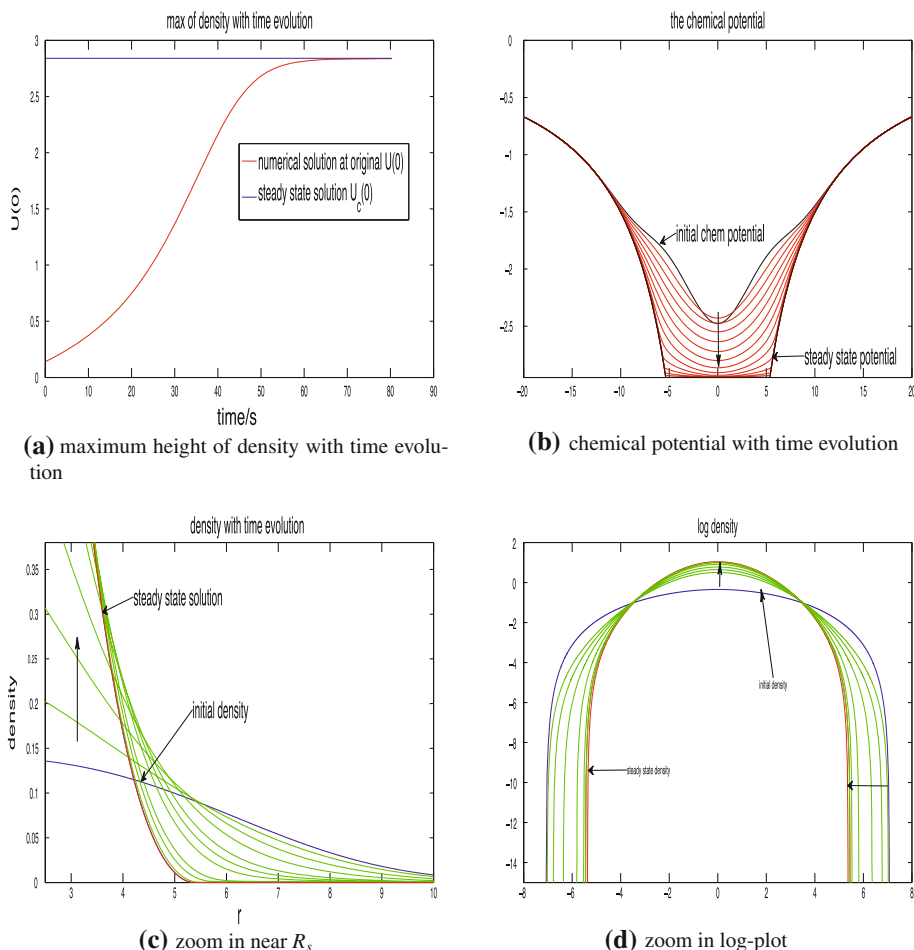 max of density with time evolution
3
2.5
2
1.5
1
0.5
0
U(0)
numerical solution at original U(0)
steady state solution U_c(0)
0 10 20 30 40 50 60 70 80 90
time/s
(a) maximum height of density with time evolu-
tion
the chemical potential
0
−0.5
−1
−1.5
−2
−2.5
initial chem potential
steady state potential
−20 −15 −10 −5 0 5 10 15 20
(b) chemical potential with time evolution
density with time evolution
0.35
0.3
0.25
0.2
0.15
0.1
0.05
0
density
steady state solution
initial density
3 4 5 6 7 8 9 10
r
(c) zoom in near R_s
log density
2
0
−2
−4
−6
−8
−10
−12
−14
initial density
steady state density
−8 −6 −4 −2 0 2 4 6 8
(d) zoom in log-plot